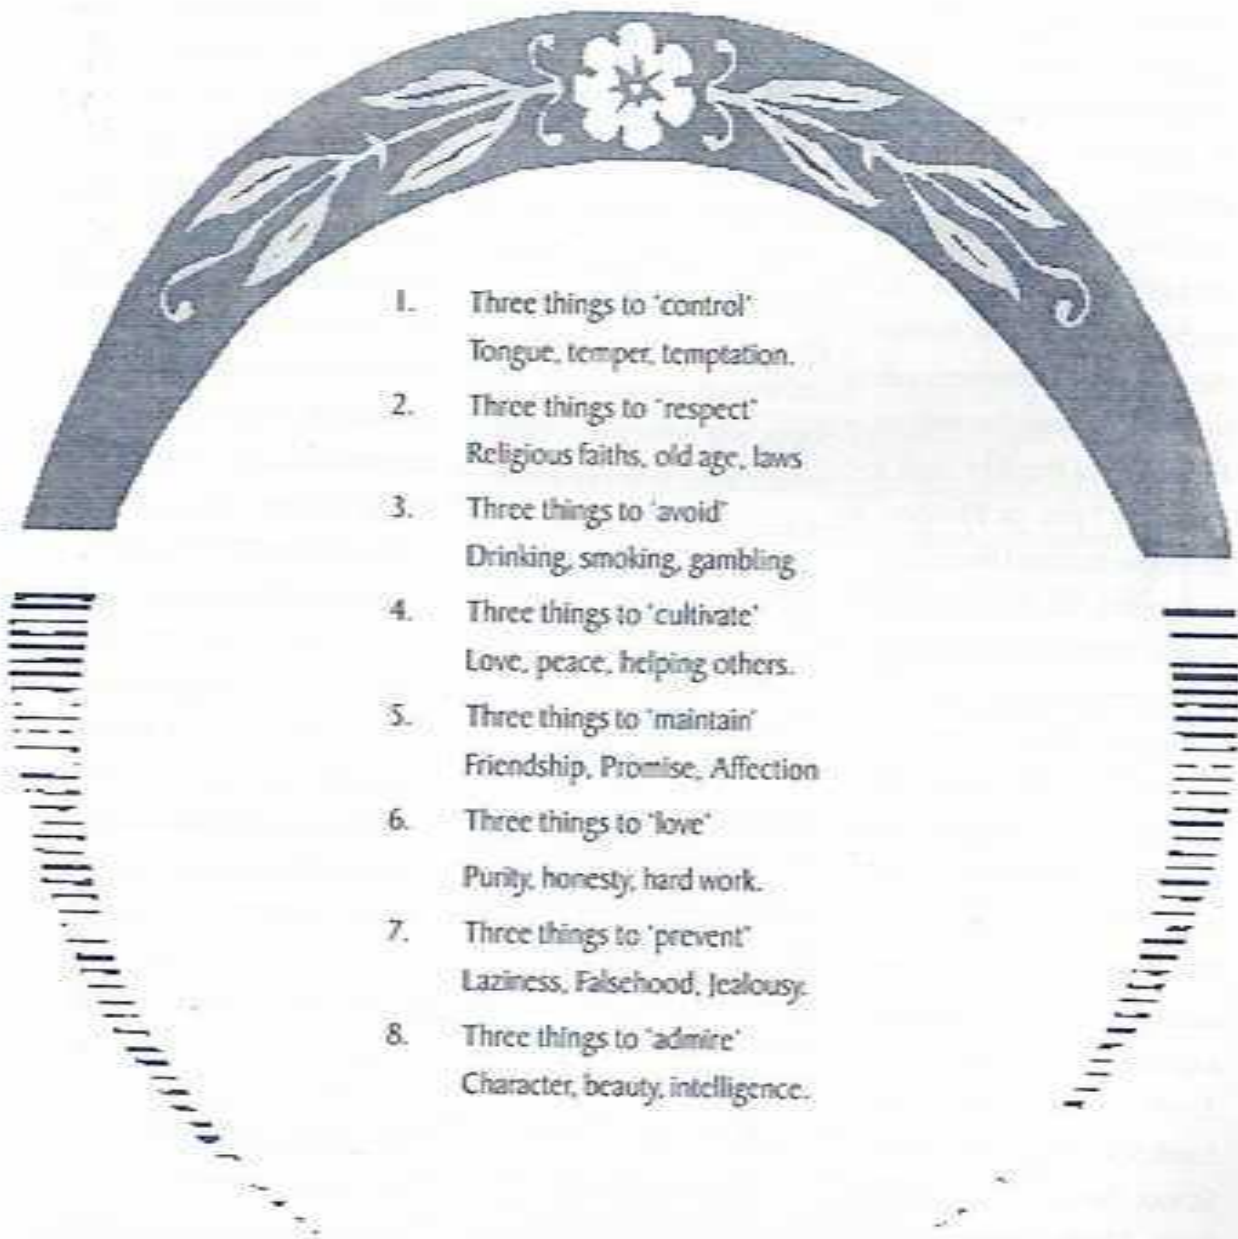 1. Three things to 'control'
Tongue, temper, temptation.
2. Three things to 'respect'
Religious faiths, old age, laws
3. Three things to 'avoid'
Drinking, smoking, gambling
4. Three things to 'cultivate'
Love, peace, helping others.
5. Three things to 'maintain'
Friendship, Promise, Affection
6. Three things to 'love'
Purity, honesty, hard work.
7. Three things to 'prevent'
Laziness, Falsehood, Jealousy.
8. Three things to 'admire'
Character, beauty, intelligence.